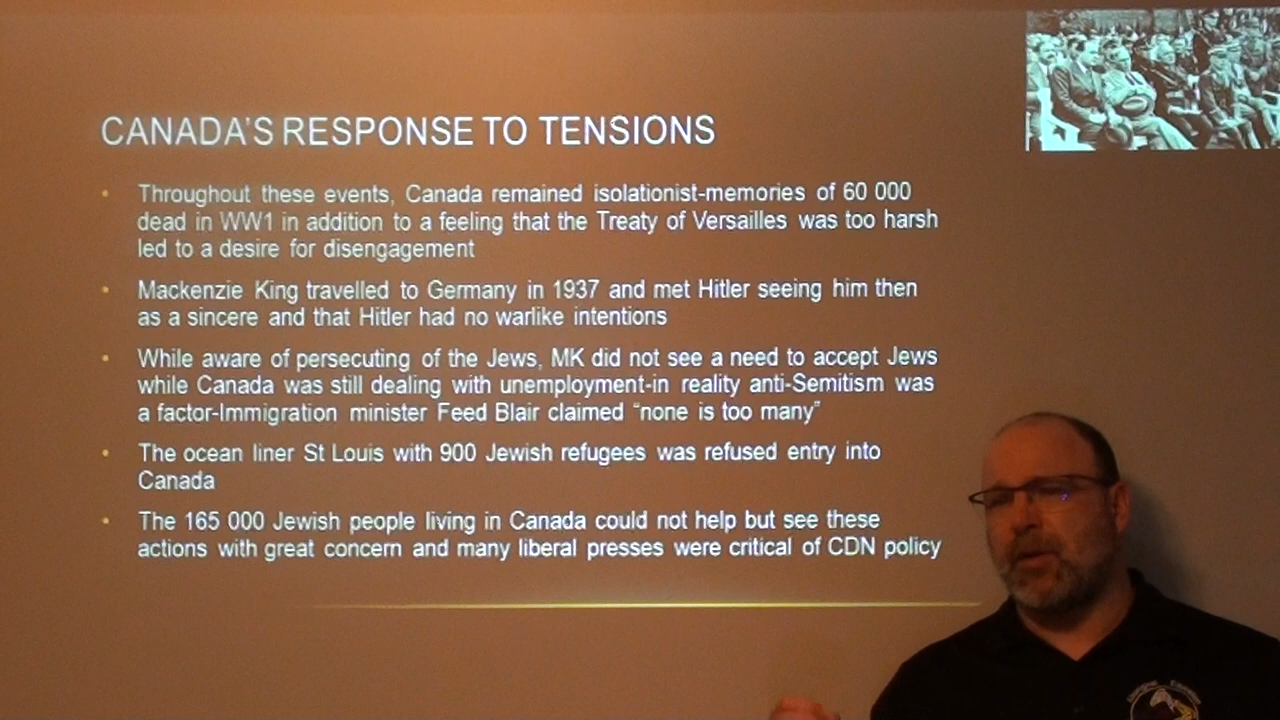 CANADA'S RESPONSE TO TENSIONS
• Throughout these events, Canada remained isolationist-memories of 60 000
dead in WW1 in addition to a feeling that the Treaty of Versailles was too harsh
led to a desire for disengagement
• Mackenzie King travelled to Germany in 1937 and met Hitler seeing him then
as a sincere and that Hitler had no warlike intentions
• While aware of persecuting of the Jews, MK did not see a need to accept Jews
while Canada was still dealing with unemployment-in reality anti-Semitism was
a factor-Immigration minister Feed Blair claimed “none is too many”
• The ocean liner St Louis with 900 Jewish refugees was refused entry into
Canada
• The 165 000 Jewish people living in Canada could not help but see these
actions with great concern and many liberal presses were critical of CDN policy